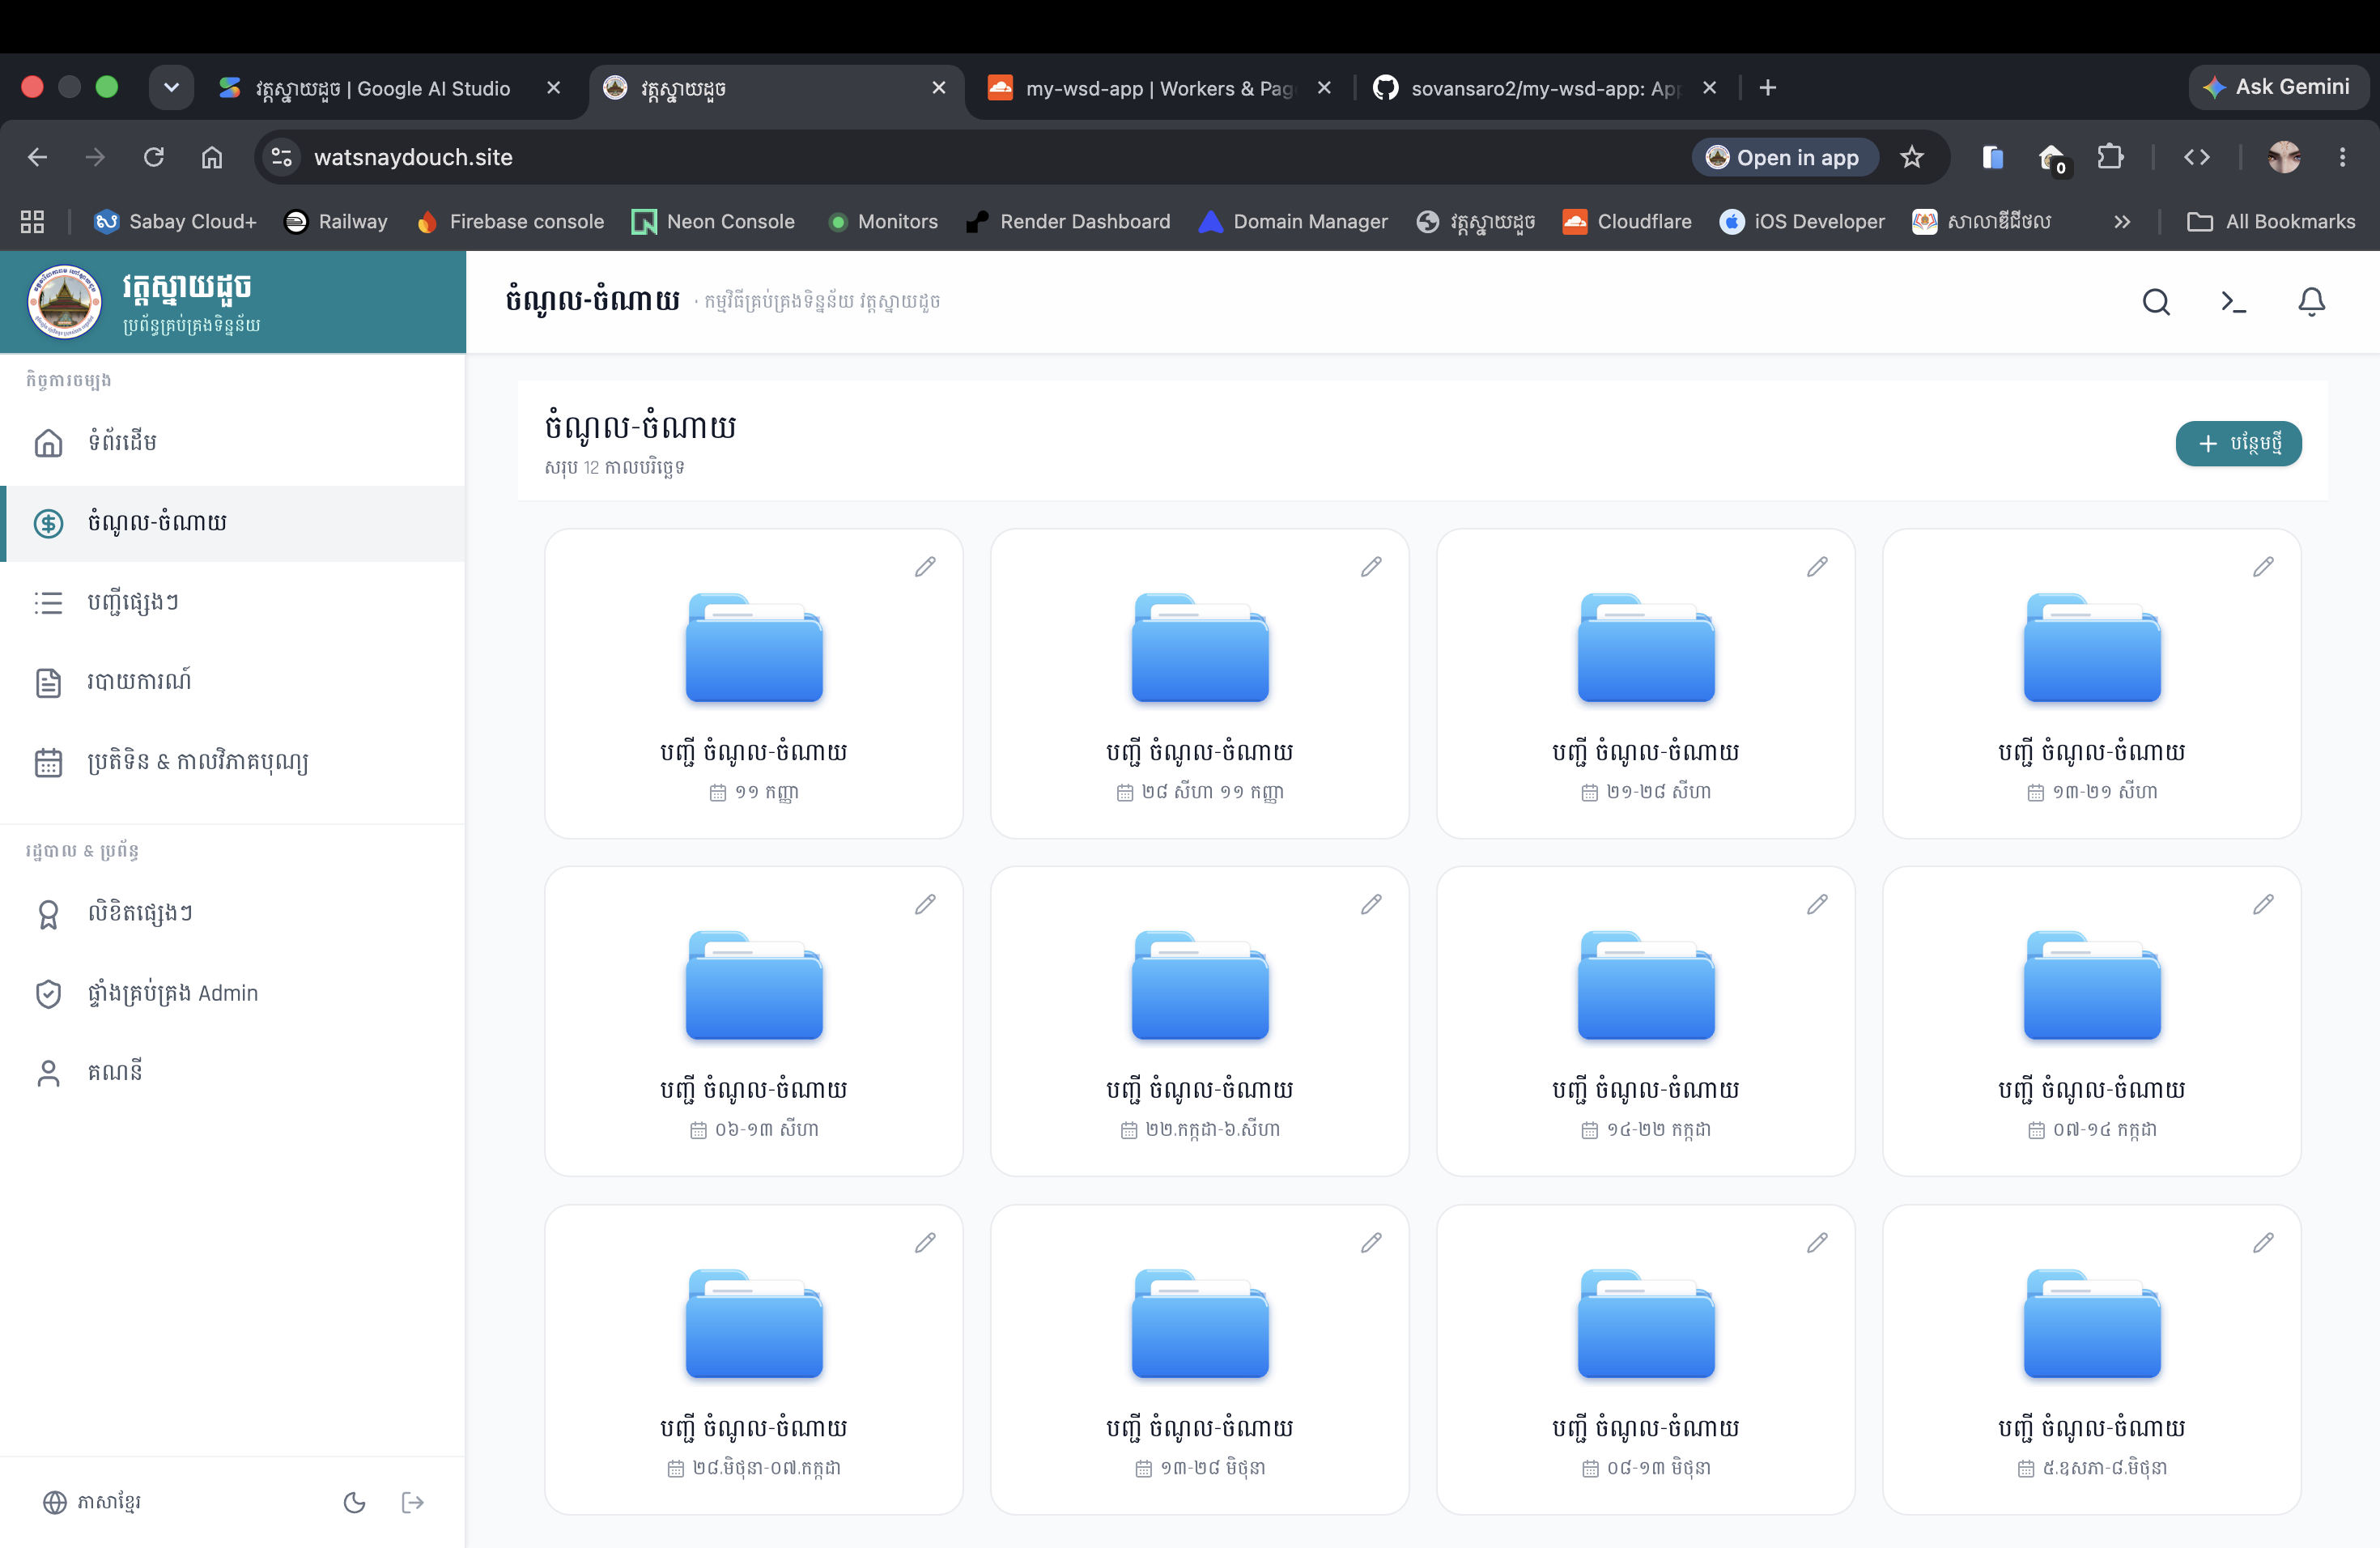 វត្តស្វាយដួច | Google AI Studio
វត្តស្វាយដួច
my-wsd-app | Workers & Pag
sovansaro2/my-wsd-app: Ap
Ask Gemini
watsnaydouch.site
Open in app
0
Sabay Cloud+
Railway
Firebase console
Neon Console
Monitors
Render Dashboard
Domain Manager
វត្តស្នាយដួច
Cloudflare
iOS Developer
សាលាឌីជីថល
All Bookmarks
វត្តស្នាយដួច
ប្រព័ន្ធគ្រប់គ្រងទិន្នន័យ
ចំណូល-ចំណាយ · កម្មវិធីគ្រប់គ្រងទិន្នន័យ វត្តស្នាយដួច
កិច្ចការចម្បង
ទំព័រដើម
ចំណូល-ចំណាយ
បញ្ជីផ្សេងៗ
របាយការណ៍
ប្រតិទិន & កាលវិភាគបុណ្យ
រដ្ឋបាល & ប្រព័ន្ធ
លិខិតផ្សេងៗ
ផ្ទាំងគ្រប់គ្រង Admin
គណនី
ភាសាខ្មែរ
ចំណូល-ចំណាយ
សរុប 12 កាលបរិច្ឆេទ
បន្ថែមថ្មី
បញ្ជី ចំណូល-ចំណាយ
១១ កញ្ញា
បញ្ជី ចំណូល-ចំណាយ
២៨ សីហា ១១ កញ្ញា
បញ្ជី ចំណូល-ចំណាយ
២១-២៨ សីហា
បញ្ជី ចំណូល-ចំណាយ
១៣-២១ សីហា
បញ្ជី ចំណូល-ចំណាយ
០៦-១៣ សីហា
បញ្ជី ចំណូល-ចំណាយ
២២.កក្កដា-៦.សីហា
បញ្ជី ចំណូល-ចំណាយ
១៤-២២ កក្កដា
បញ្ជី ចំណូល-ចំណាយ
០៧-១៤ កក្កដា
បញ្ជី ចំណូល-ចំណាយ
២៨.មិថុនា-០៧.កក្កដា
បញ្ជី ចំណូល-ចំណាយ
១៣-២៨ មិថុនា
បញ្ជី ចំណូល-ចំណាយ
០៨-១៣ មិថុនា
បញ្ជី ចំណូល-ចំណាយ
៥.ឧសភា-៨.មិថុនា